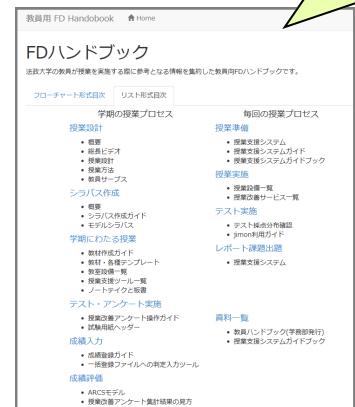 教員用 FD Handobook Home
FDハンドブック
法政大学の教員が授業を実施する際に参考となる情報を集約した教員向FDハンドブックです。
フローチャート形式目次 リスト形式目次
学期の授業プロセス
授業設計
概要
総長ビデオ
授業設計
授業方法
教員サーブス
シラバス作成
概要
シラバス作成ガイド
モデルシラバス
学期にわたる授業
教材作成ガイド
教材・各種テンプレート
教室設備一覧
授業支援ツール一覧
ノートテイクと板書
テスト・アンケート実施
授業改善アンケート操作ガイド
試験用紙ヘッダー
成績入力
成績登録ガイド
一括登録ファイルへの判定入力ツール
成績評価
ARCSモデル
授業改善アンケート集計結果の見方
毎回の授業プロセス
授業準備
授業支援システム
授業支援システムガイド
授業支援システムガイドブック
授業実施
授業設備一覧
授業改善サービス一覧
テスト実施
テスト採点分布確認
jimon利用ガイド
レポート課題出題
授業支援システム
資料一覧
教員ハンドブック(学務部発行)
授業支援システムガイドブック